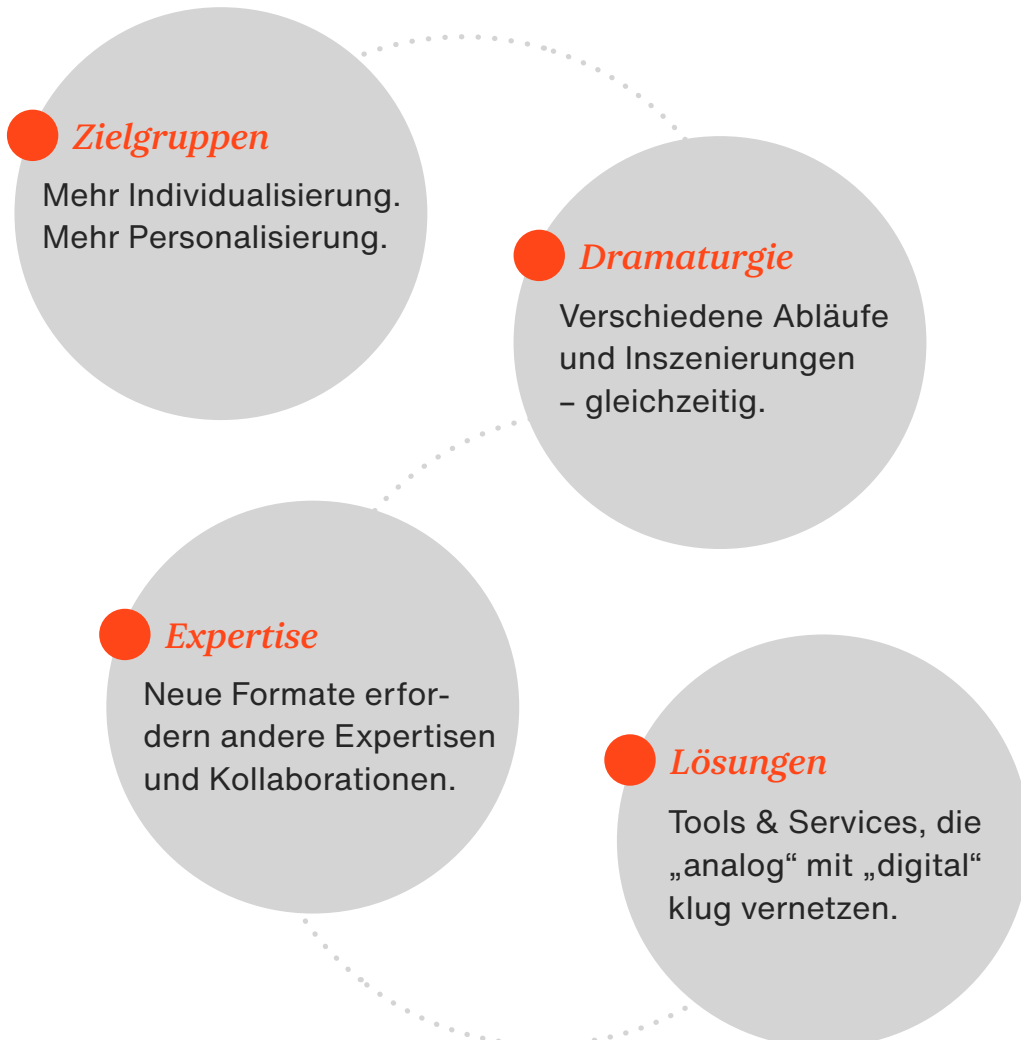 Zielgruppen
Mehr Individualisierung.
Mehr Personalisierung.
Dramaturgie
Verschiedene Abläufe
und Inszenierungen
– gleichzeitig.
Expertise
Neue Formate erfor-
dern andere Expertisen
und Kollaborationen.
Lösungen
Tools & Services, die
„analog“ mit „digital“
klug vernetzen.